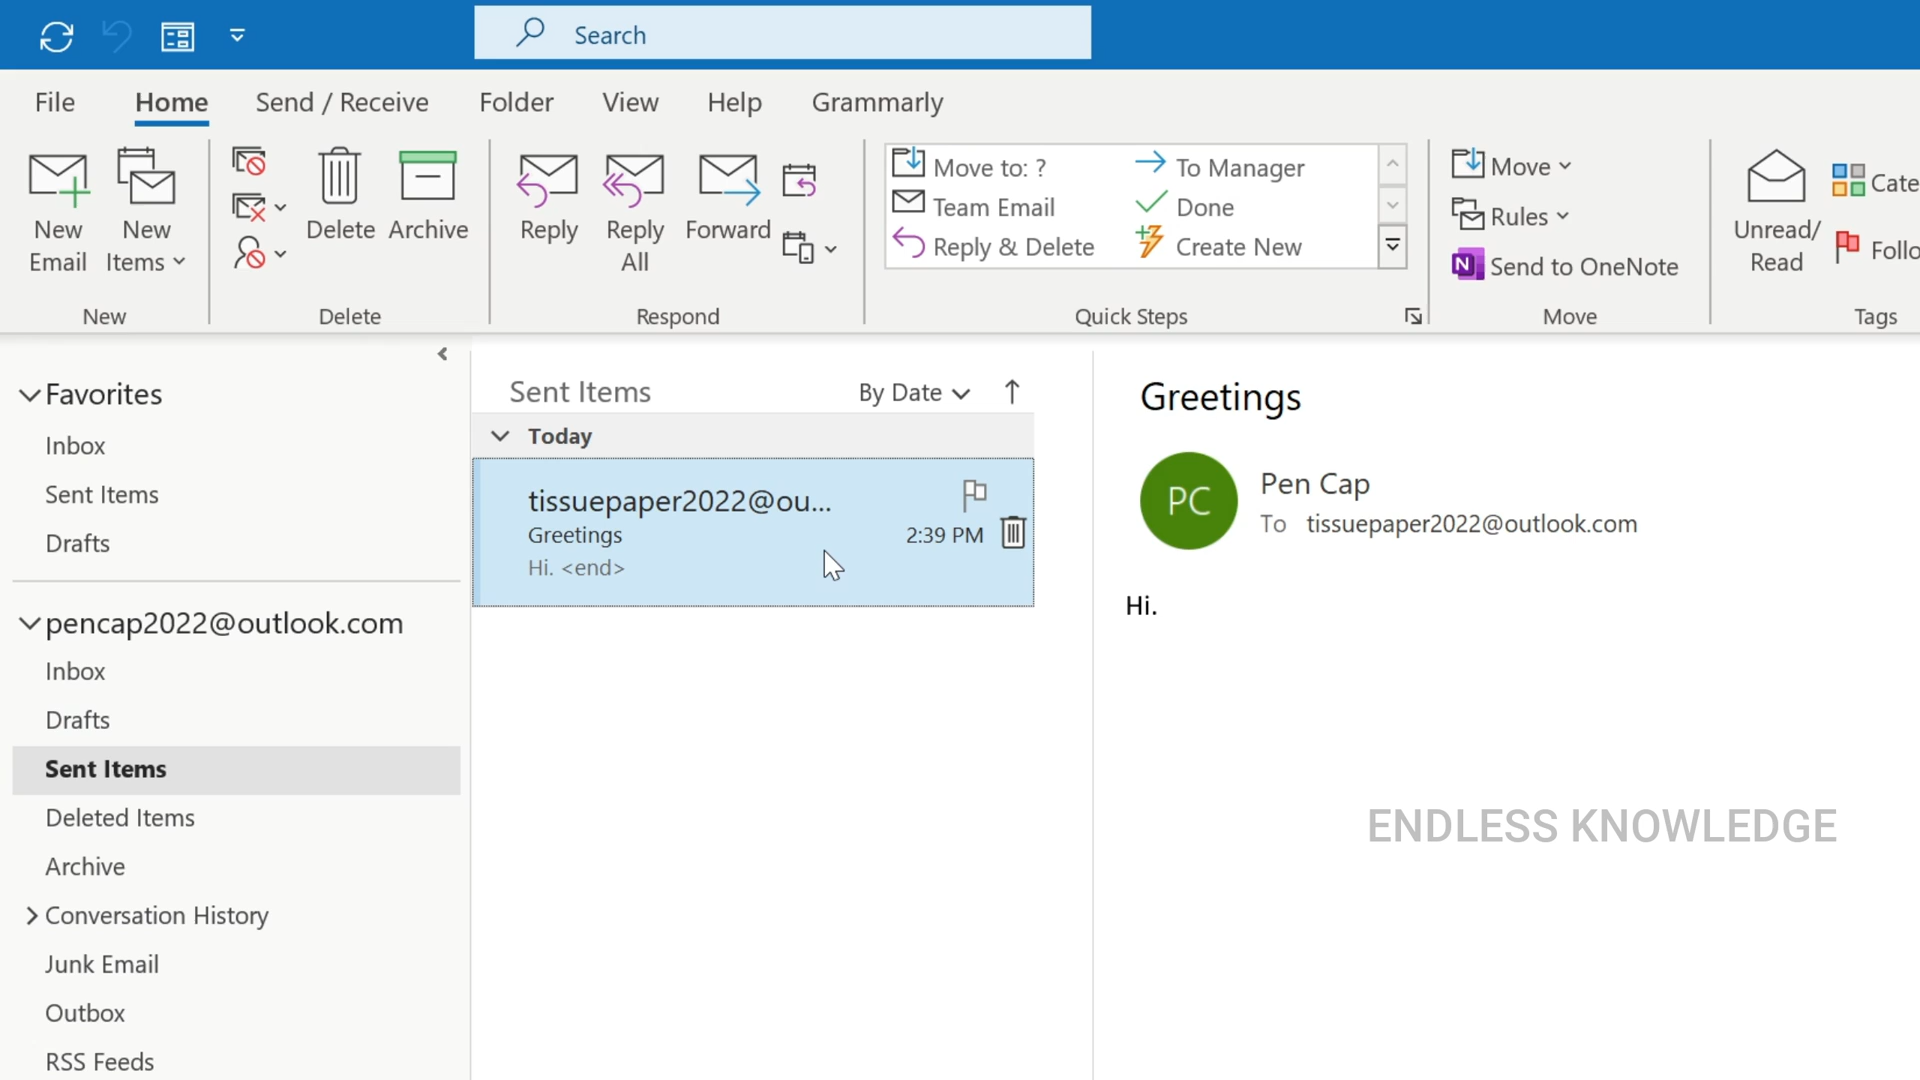 Search
File Home Send / Receive Folder View Help Grammarly
New Email
New Items
Delete
Archive
Reply
Reply All
Forward
Move to: ?
To Manager
Team Email
Done
Reply & Delete
Create New
Move
Rules
Send to OneNote
Unread/ Read
Cate
Follo
New
Delete
Respond
Quick Steps
Move
Tags
Favorites
Inbox
Sent Items
Drafts
pencap2022@outlook.com
Inbox
Drafts
Sent Items
Deleted Items
Archive
Conversation History
Junk Email
Outbox
RSS Feeds
Sent Items By Date
Today
tissuepaper2022@ou...
Greetings 2:39 PM
Hi. <end>
Greetings
PC
Pen Cap
To tissuepaper2022@outlook.com
Hi.
ENDLESS KNOWLEDGE